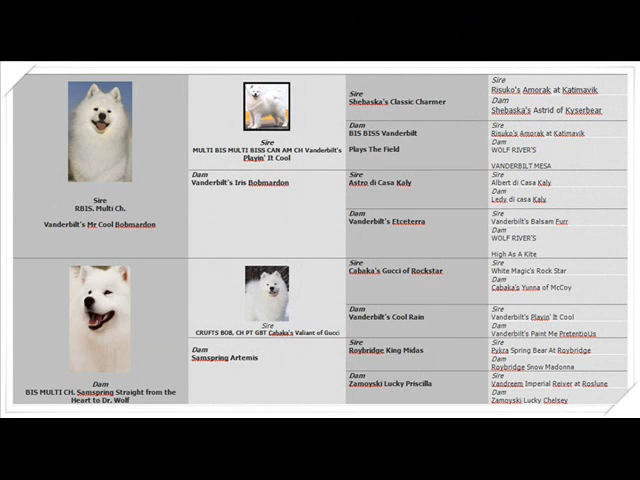 Sire
RBIS. Multi Ch.
Vanderbilt's Mr Cool Bobmardon
Sire
MULTI BIS MULTI BISS CAN AM CH Vanderbilt's
Playin' It Cool
Dam
Vanderbilt's Iris Bobmardon
Sire
Shebaska's Classic Charmer
Dam
BIS BISS Vanderbilt
Plays The Field
Sire
Astro di Casa Kaly
Dam
Vanderbilt's Etceterra
Sire
Risuko's Amorak at Katimavik
Dam
Shebaska's Astrid of Kyserbear
Sire
Risuko's Amorak at Katimavik
Dam
WOLF RIVER'S
VANDERBILT MESA
Sire
Albert di Casa Kaly
Dam
Ledy di casa Kaly
Sire
Vanderbilt's Balsam Furr
Dam
WOLF RIVER'S
High As A Kite
Dam
BIS MULTI CH. Samspring Straight from the
Heart to Dr. Wolf
Sire
CRUFTS BOB, CH PT GBT Cabaka's Valiant of Gucci
Dam
Samspring Artemis
Sire
Cabaka's Gucci of Rockstar
Dam
Vanderbilt's Cool Rain
Sire
Roybridge King Midas
Dam
Zamoyski Lucky Priscilla
Sire
White Magic's Rock Star
Dam
Cabaka's Yunna of McCoy
Sire
Vanderbilt's Playin' It Cool
Dam
Vanderbilt's Paint Me PretentioUs
Sire
Pykra Spring Bear At Roybridge
Dam
Roybridge Snow Madonna
Sire
Vandreem Imperial Reiver at Roslune
Dam
Zamoyski Lucky Chelsey